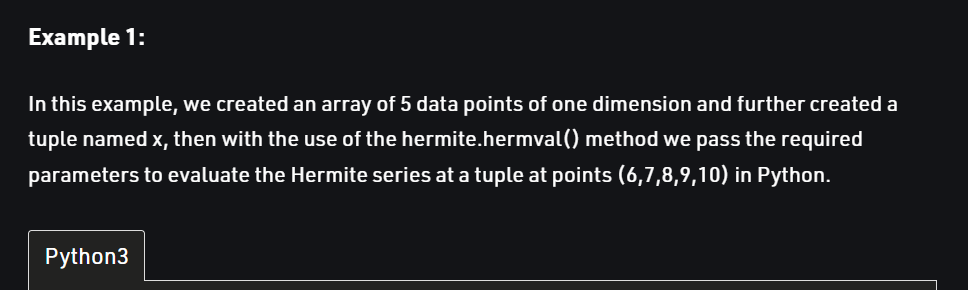 Example 1:
In this example, we created an array of 5 data points of one dimension and further created a
tuple named x, then with the use of the hermite.hermval() method we pass the required
parameters to evaluate the Hermite series at a tuple at points (6,7,8,9,10) in Python.
Python3